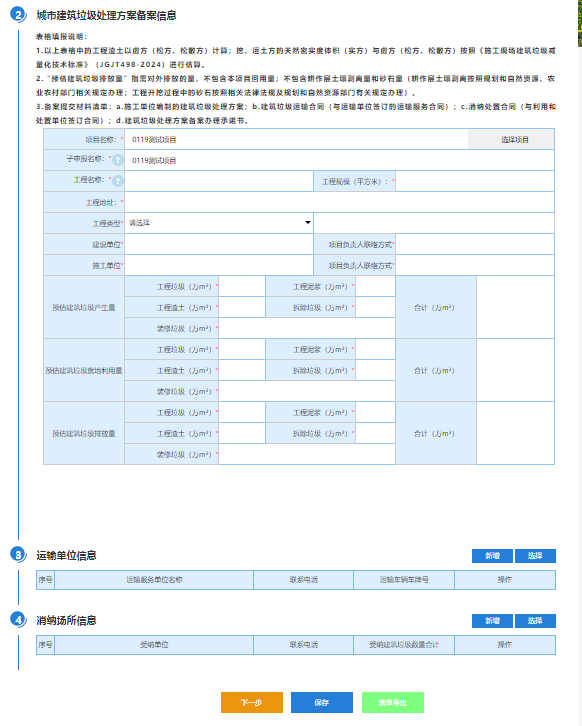 2 城市建筑垃圾处理方案备案信息
表格填报说明：
1.以上表格中的工程渣土以虚方（松方、松散方）计算；挖、运土方的天然密实度体积（实方）与虚方（松方、松散方）按照《施工现场建筑垃圾减
量化技术标准》（JGJT498-2024）进行结算。
2."预估建筑垃圾排放量"指需对外排放的量，不包含本项目回用量；不包含耕作层土壤剥离量和砂石量（耕作层土壤剥离按照规划和自然资源、农
业农村部门相关规定办理；工程开挖过程中的砂石按照相关法律法规及规划和自然资源部门有关规定办理）。
3.备案提交材料清单：a.施工单位编制的建筑垃圾处理方案；b.建筑垃圾运输合同（与运输单位签订的运输服务合同）；c.消纳处置合同（与利用和
处置单位签订合同）；d.建筑垃圾处理方案备案办理承诺书。
项目名称：* 0119测试项目 选择项目
子申报名称：* ? 0119测试项目
工程名称：* ? 工程规模（平方米）：*
工程地址：*
工程类型* 请选择
建设单位* 项目负责人联络方式*
施工单位* 项目负责人联络方式*
预估建筑垃圾产生量 工程垃圾（万m³）* 工程泥浆（万m³）* 合计（万m³）
工程渣土（万m³）* 拆除垃圾（万m³）*
装修垃圾（万m³）*
预估建筑垃圾就地利用量 工程垃圾（万m³）* 工程泥浆（万m³）* 合计（万m³）
工程渣土（万m³）* 拆除垃圾（万m³）*
装修垃圾（万m³）*
预估建筑垃圾排放量 工程垃圾（万m³）* 工程泥浆（万m³）* 合计（万m³）
工程渣土（万m³）* 拆除垃圾（万m³）*
装修垃圾（万m³）*
3 运输单位信息 新增 选择
序号 运输服务单位名称 联系电话 运输车辆车牌号 操作
4 消纳场所信息 新增 选择
序号 受纳单位 联系电话 受纳建筑垃圾数量合计 操作
下一步 保存 表单导出